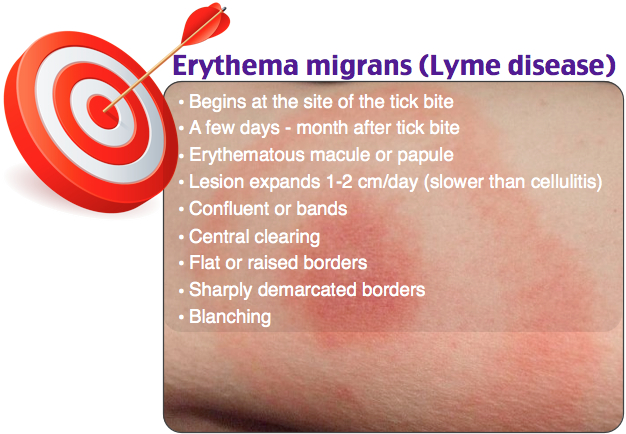 Erythema migrans (Lyme disease)
• Begins at the site of the tick bite
• A few days - month after tick bite
• Erythematous macule or papule
• Lesion expands 1-2 cm/day (slower than cellulitis)
• Confluent or bands
• Central clearing
• Flat or raised borders
• Sharply demarcated borders
• Blanching